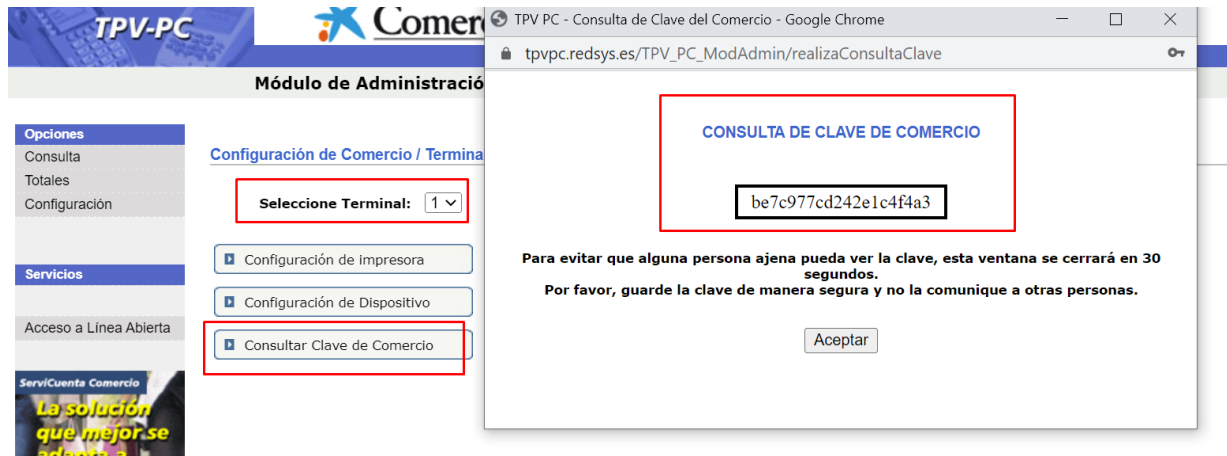 TPV-PC
Comer
Módulo de Administració
Opciones
Consulta
Totales
Configuración
Servicios
Acceso a Línea Abierta
ServiCuenta Comercio
La solución
que mejor se
adapta a
Configuración de Comercio / Termina
Seleccione Terminal: 1
Configuración de impresora
Configuración de Dispositivo
Consultar Clave de Comercio
TPV PC - Consulta de Clave del Comercio - Google Chrome
tpvpc.redsys.es/TPV_PC_ModAdmin/realizaConsultaClave
CONSULTA DE CLAVE DE COMERCIO
be7c977cd242e1c4f4a3
Para evitar que alguna persona ajena pueda ver la clave, esta ventana se cerrará en 30
segundos.
Por favor, guarde la clave de manera segura y no la comunique a otras personas.
Aceptar